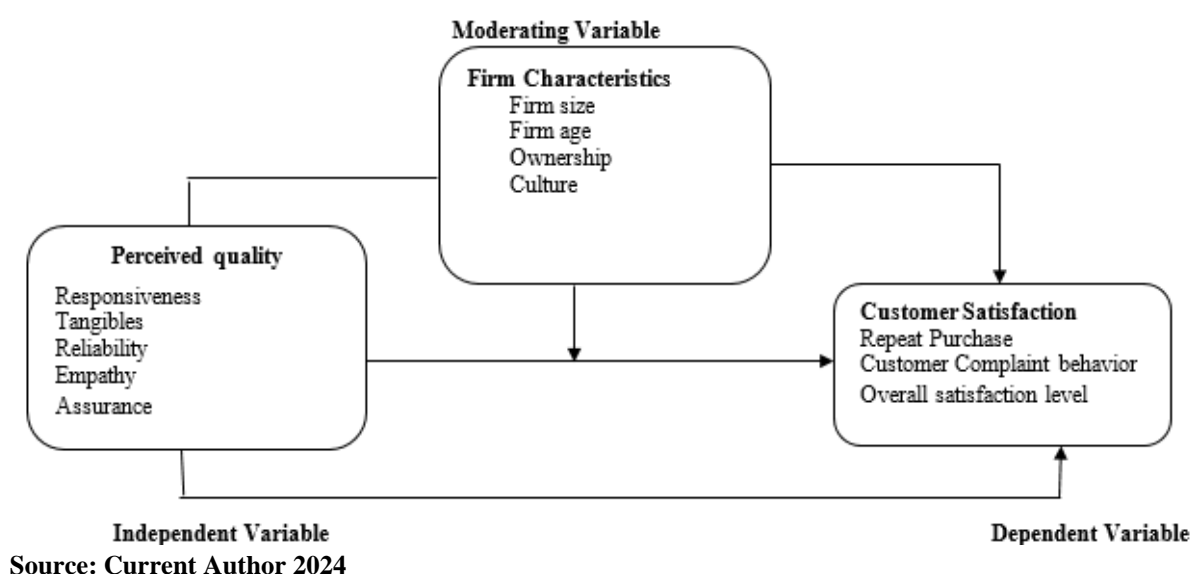 Moderating Variable
Firm Characteristics
Firm size
Firm age
Ownership
Culture
Perceived quality
Responsiveness
Tangibles
Reliability
Empathy
Assurance
Customer Satisfaction
Repeat Purchase
Customer Complaint behavior
Overall satisfaction level
Independent Variable
Dependent Variable
Source: Current Author 2024